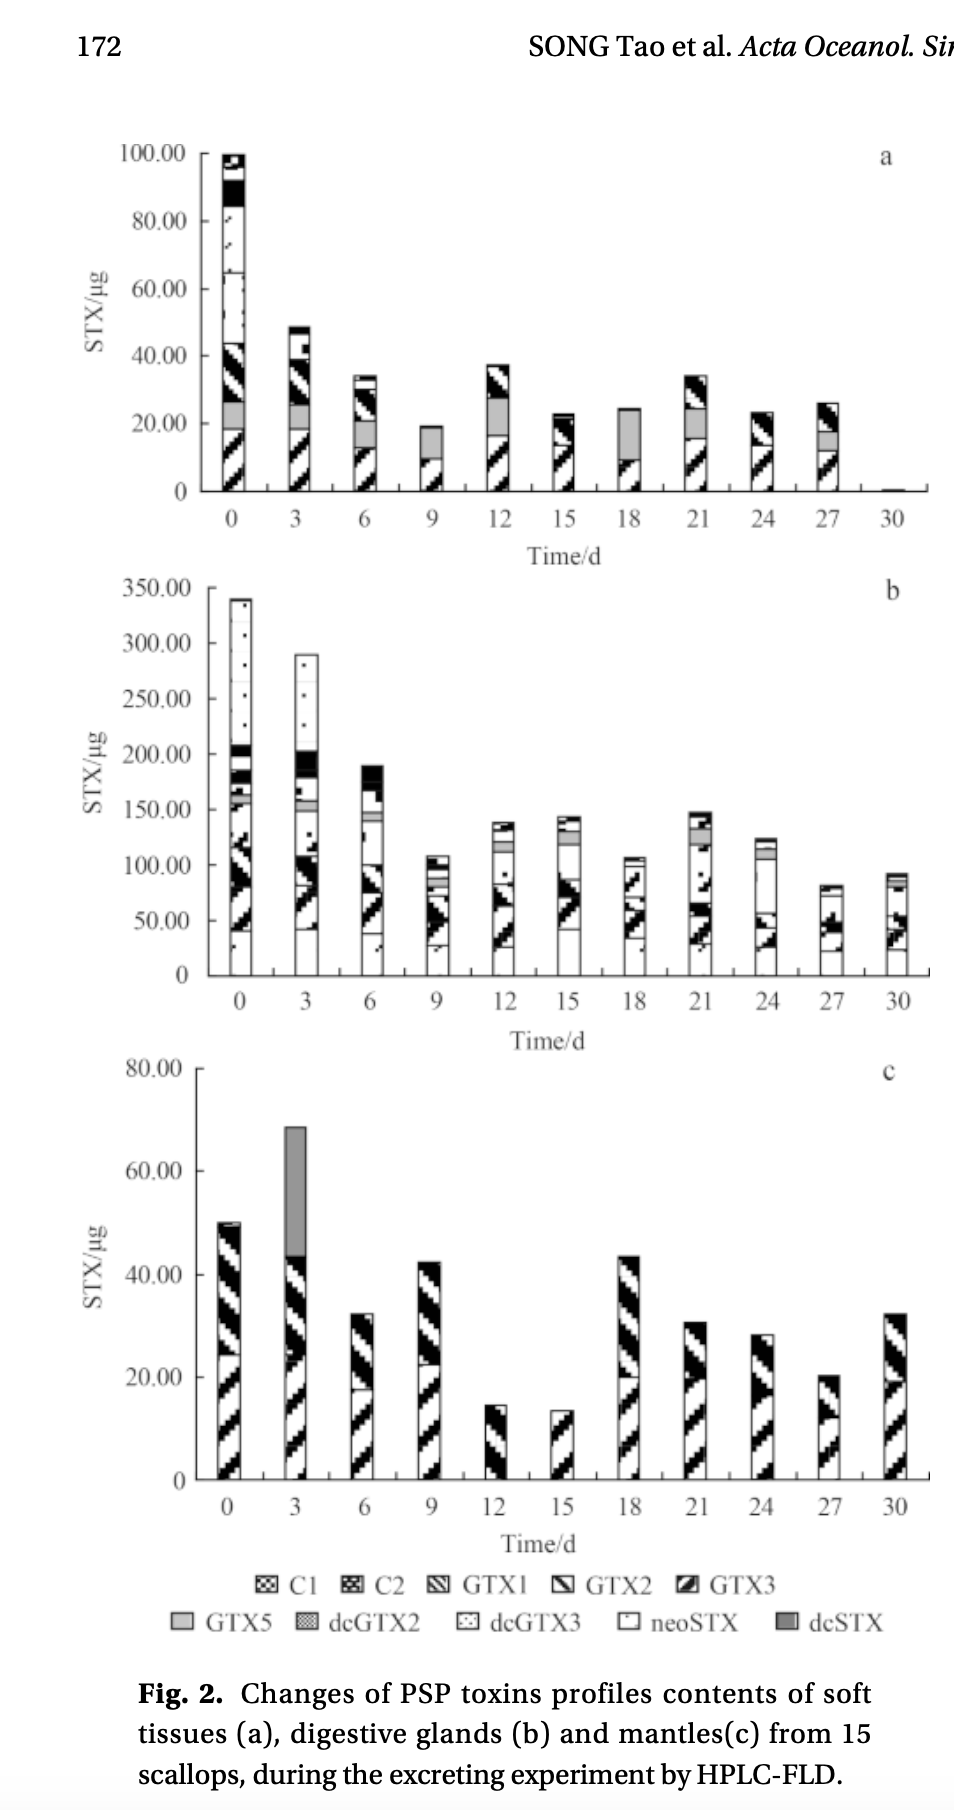 172 SONG Tao et al. Acta Oceanol. Sin
a
100.00
80.00
60.00
40.00
20.00
0
STX/µg
0 3 6 9 12 15 18 21 24 27 30
Time/d
b
350.00
300.00
250.00
200.00
150.00
100.00
50.00
0
STX/µg
0 3 6 9 12 15 18 21 24 27 30
Time/d
c
80.00
60.00
40.00
20.00
0
STX/µg
0 3 6 9 12 15 18 21 24 27 30
Time/d
C1 C2 GTX1 GTX2 GTX3
GTX5 dcGTX2 dcGTX3 neoSTX dcSTX
Fig. 2. Changes of PSP toxins profiles contents of soft
tissues (a), digestive glands (b) and mantles(c) from 15
scallops, during the excreting experiment by HPLC-FLD.